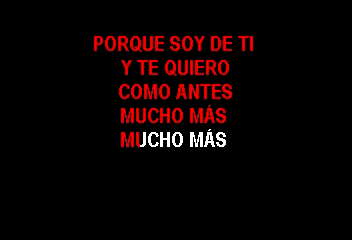 PORQUE SOY DE TI
Y TE QUIERO
COMO ANTES
MUCHO MÁS
MUCHO MÁS